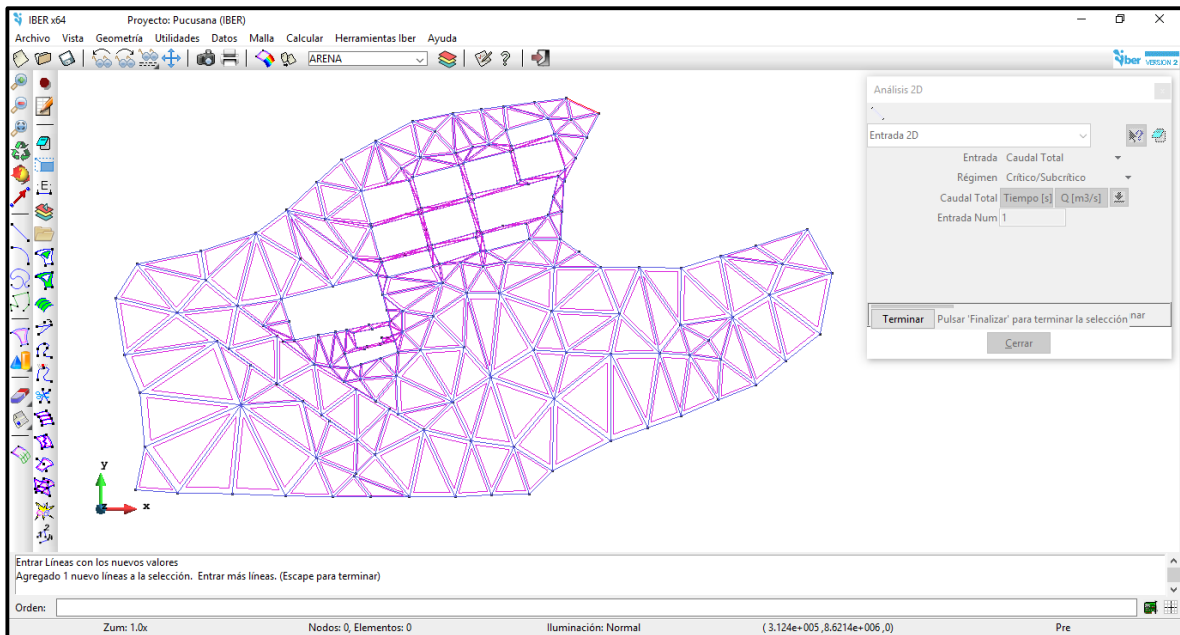 IBER x64 Proyecto: Pucusana (IBER)
Archivo Vista Geometría Utilidades Datos Malla Calcular Herramientas Iber Ayuda
ARENA
iber VERSION 2
Análisis 2D
Entrada 2D
Entrada Caudal Total
Régimen Crítico/Subcrítico
Caudal Total Tiempo [s] Q [m3/s]
Entrada Num 1
Terminar Pulsar 'Finalizar' para terminar la selección nar
Cerrar
E
y
x
z
Entrar Líneas con los nuevos valores
Agregado 1 nuevo líneas a la selección. Entrar más líneas. (Escape para terminar)
Orden:
Zum: 1.0x Nodos: 0, Elementos: 0 Iluminación: Normal ( 3.124e+005 ,8.6214e+006 ,0) Pre